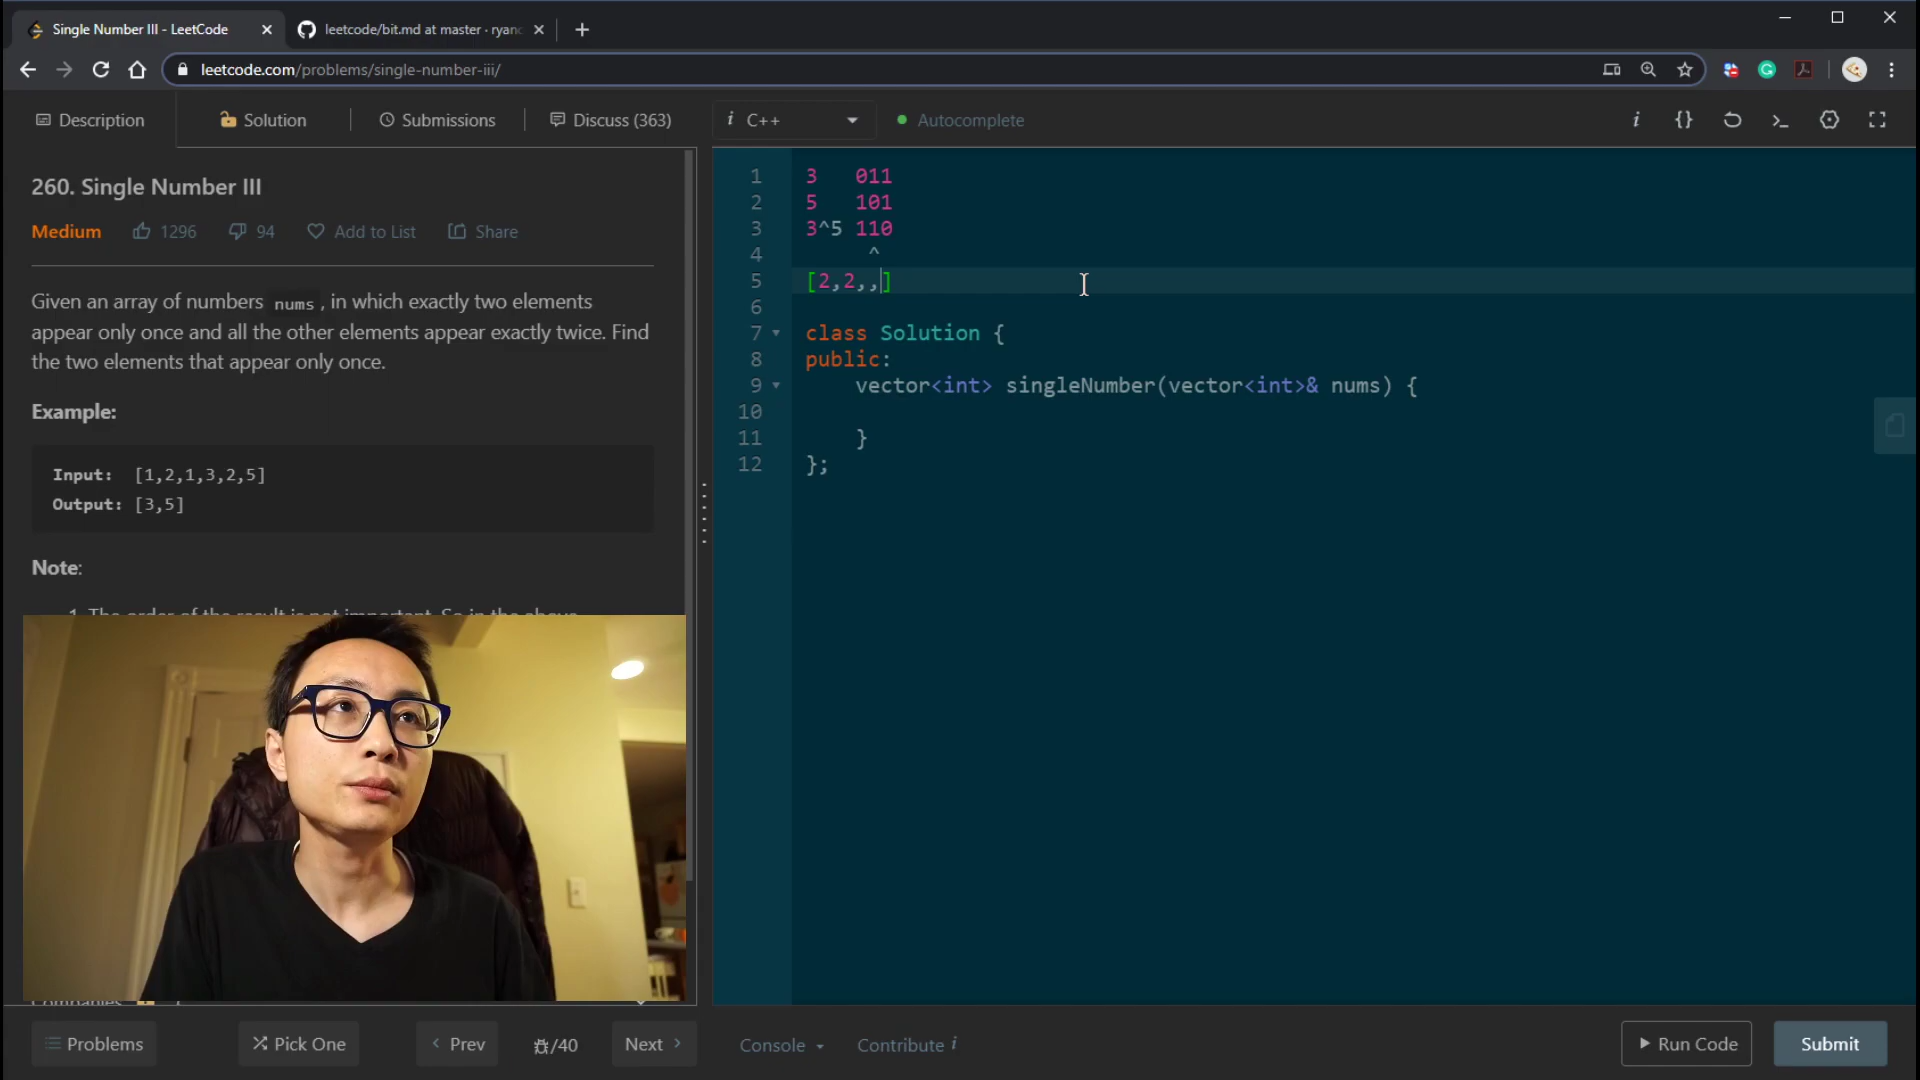 Single Number III - LeetCode
leetcode/bit.md at master · ryan
leetcode.com/problems/single-number-iii/
Description
Solution
Submissions
Discuss (363)
i C++
Autocomplete
260. Single Number III
Medium 1296 94 Add to List Share
Given an array of numbers nums, in which exactly two elements
appear only once and all the other elements appear exactly twice. Find
the two elements that appear only once.
Example:
Input: [1,2,1,3,2,5]
Output: [3,5]
Note:
1. The order of the result is not important. So in the above
Companies
1 3 011
2 5 101
3 3^5 110
4 ^
5 [2,2,,]
6
7 class Solution {
8 public:
9 vector<int> singleNumber(vector<int>& nums) {
10
11 }
12 };
Problems
Pick One
Prev
/40
Next
Console
Contribute i
Run Code
Submit